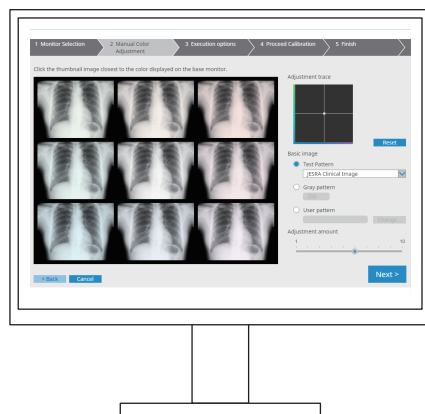 1 Monitor Selection
2 Manual Color
Adjustment
3 Execution options
4 Proceed Calibration
5 Finish
Click the thumbnail image closest to the color displayed on the base monitor.
Adjustment trace
Reset
Basic image
Test Pattern
JESRA Clinical Image
Gray pattern
User pattern
Change...
Adjustment amount
1
10
< Back
Cancel
Next >